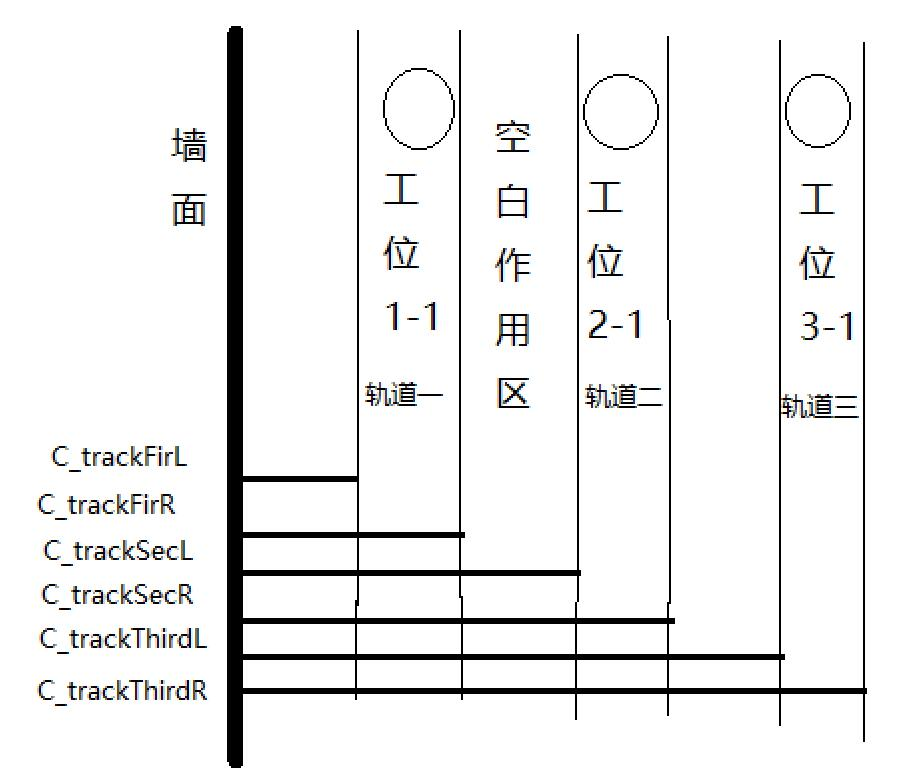 墙面
工位1-1
轨道一
空白作用区
工位2-1
轨道二
工位3-1
轨道三
C_trackFirL
C_trackFirR
C_trackSecL
C_trackSecR
C_trackThirdL
C_trackThirdR